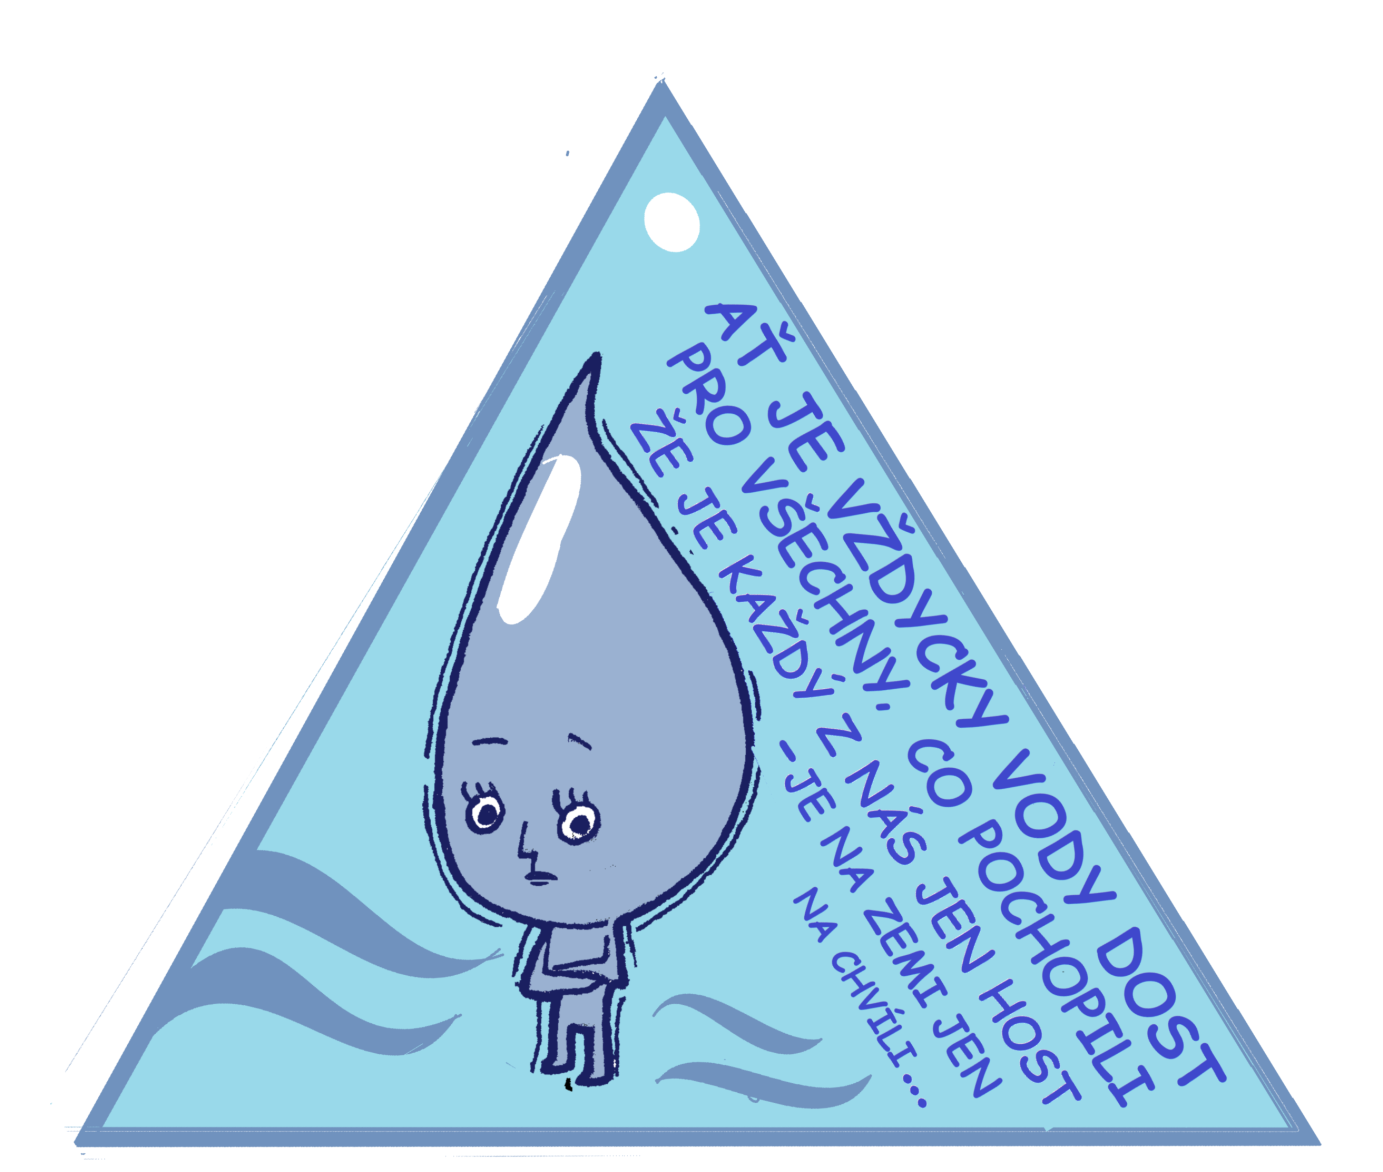 AŤ JE VŽDYCKY VODY DOST
PRO VŠECHNY, CO POCHOPILI
ŽE JE KAŽDÝ Z NÁS JEN HOST
-JE NA ZEMI JEN
NA CHVÍLI...